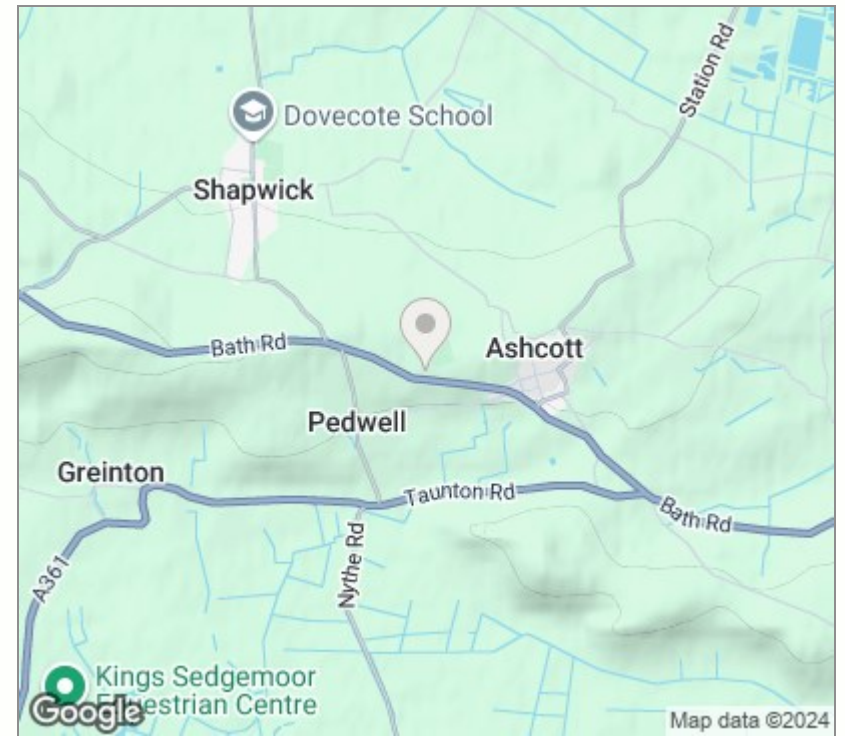 Station Rd
Dovecote School
Shapwick
Bath Rd
Ashcott
Pedwell
Greinton
Taunton Rd
Bath Rd
Nythe Rd
A361
Kings Sedgemoor
Equestrian Centre
Google
Map data ©2024